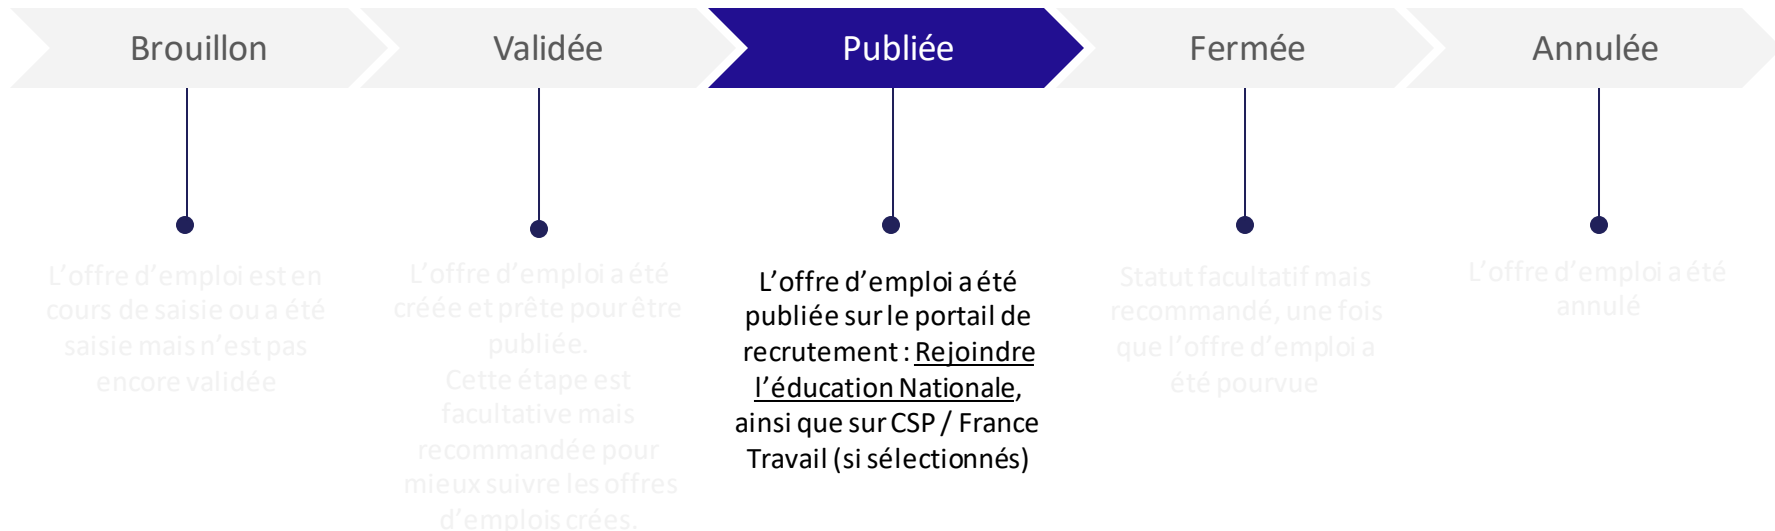 Brouillon
Validée
Publiée
Fermée
Annulée
L’offre d’emploi est en
cours de saisie ou a été
saisie mais n’est pas
encore validée
L’offre d’emploi a été
créée et prête pour être
publiée.
Cette étape est
facultative mais
recommandée pour
mieux suivre les offres
d’emplois crées.
L’offre d’emploi a été
publiée sur le portail de
recrutement : Rejoindre
l’éducation Nationale,
ainsi que sur CSP / France
Travail (si sélectionnés)
Statut facultatif mais
recommandé, une fois
que l’offre d’emploi a
été pourvue
L’offre d’emploi a été
annulé